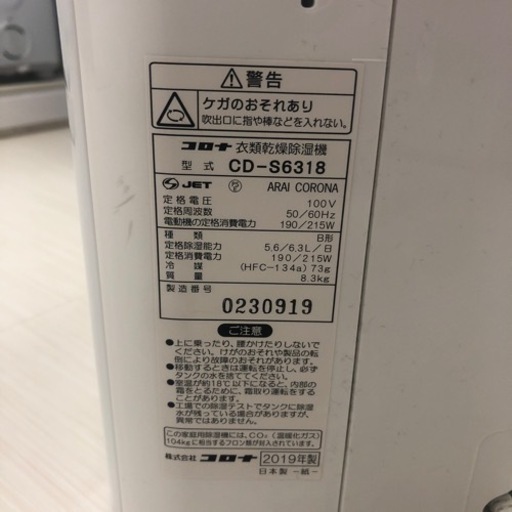 警告
ケガのおそれあり
吹出口に指や棒などを入れない。
コロナ 衣類乾燥除湿機
型式 CD-S6318
JET ARAI CORONA
定格電圧 100V
定格周波数 50/60Hz
電動機の定格消費電力 190/215W
種類 B形
定格除湿能力 5.6/6.3L/日
定格消費電力 190/215W
冷媒 (HFC-134a) 73g
質量 8.3kg
製造番号
0230919
ご注意
●上に乗ったり、腰かけたりしないで
ください。けがのおそれや製品の転
倒により故障のおそれがあります。
●移動するときは運転を停止し、必ず
タンクの水を捨ててください。
●室温が約18℃以下になると、内部の
霜をとるために、霜取り運転をする
ことがあります。
●工場での除湿テストでタンクに除湿
水が残っている場合がありますが、
異常ではありません。
この家庭用除湿機には、CO₂（温暖化ガス）
104kgに相当するフロン類が封入されています。
株式会社 コロナ 2019年製
日本製 -紙-